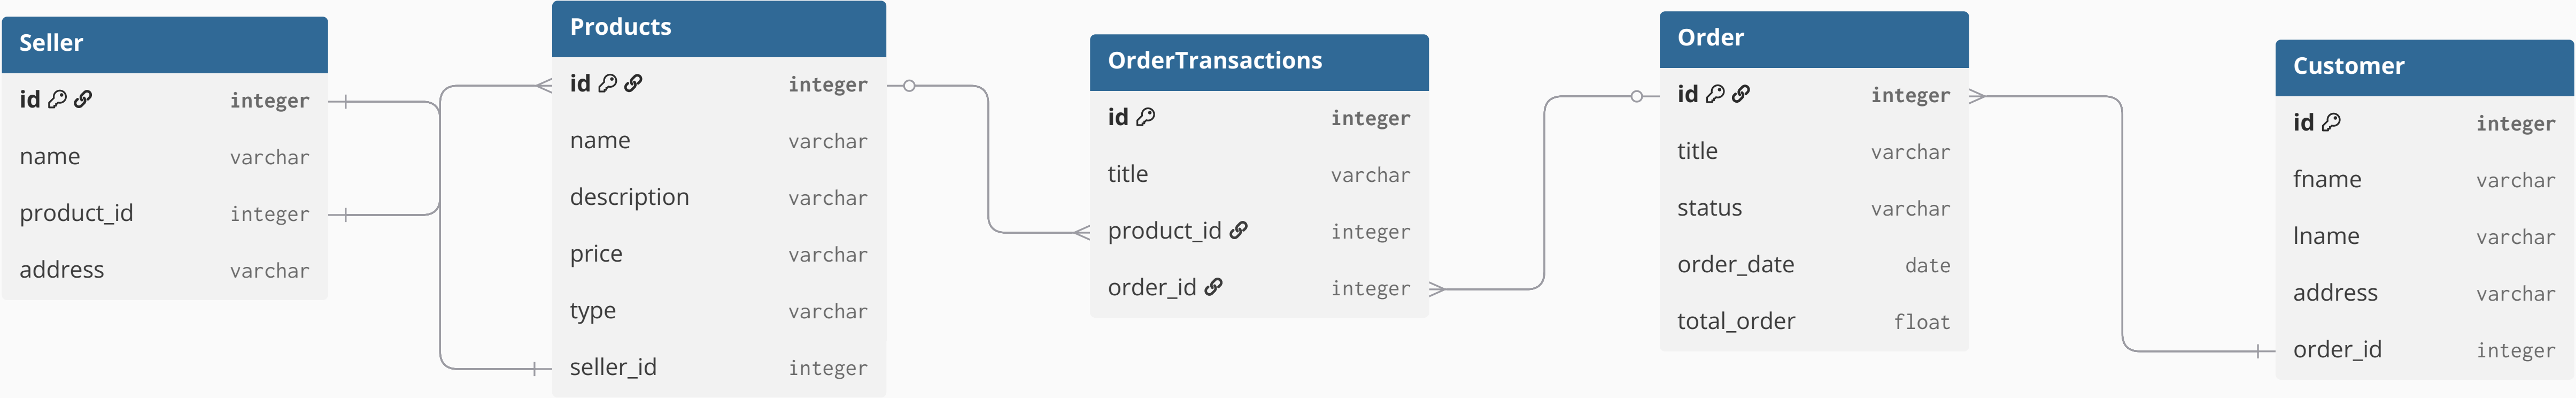 Seller
id integer
name varchar
product_id integer
address varchar
Products
id integer
name varchar
description varchar
price varchar
type varchar
seller_id integer
OrderTransactions
id integer
title varchar
product_id integer
order_id integer
Order
id integer
title varchar
status varchar
order_date date
total_order float
Customer
id integer
fname varchar
lname varchar
address varchar
order_id integer